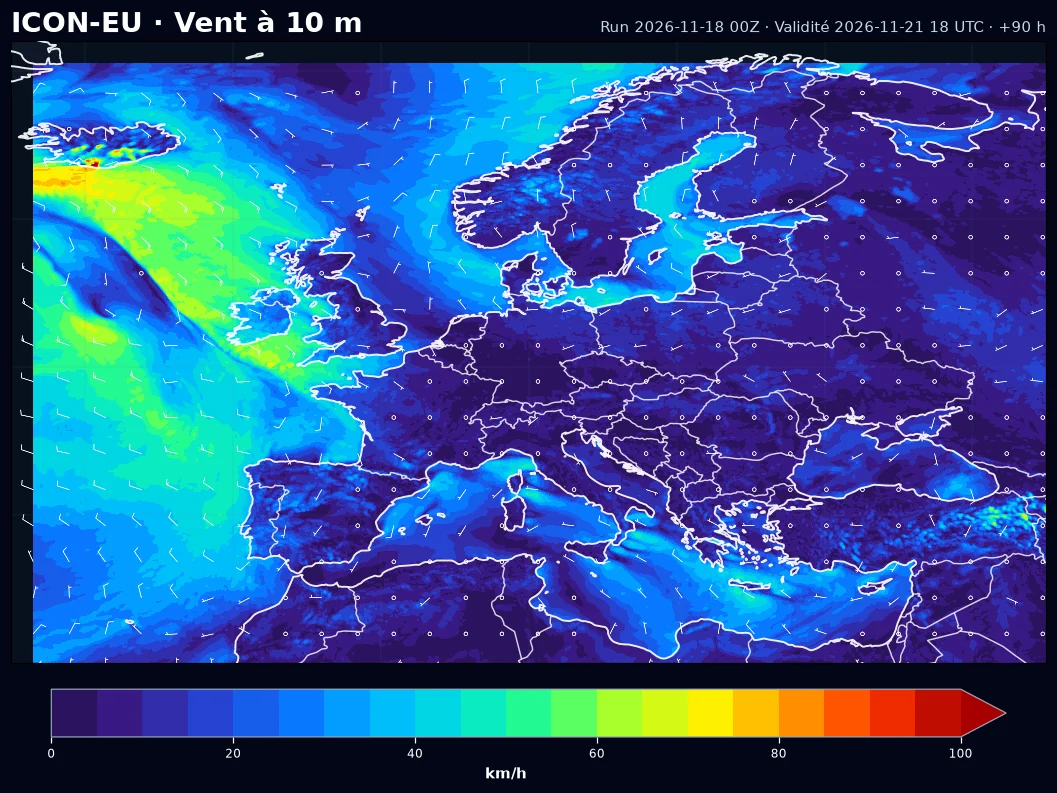 ICON-EU · Vent à 10 m
Run 2026-11-18 00Z · Validité 2026-11-21 18 UTC · +90 h
0 20 40 60 80 100
km/h